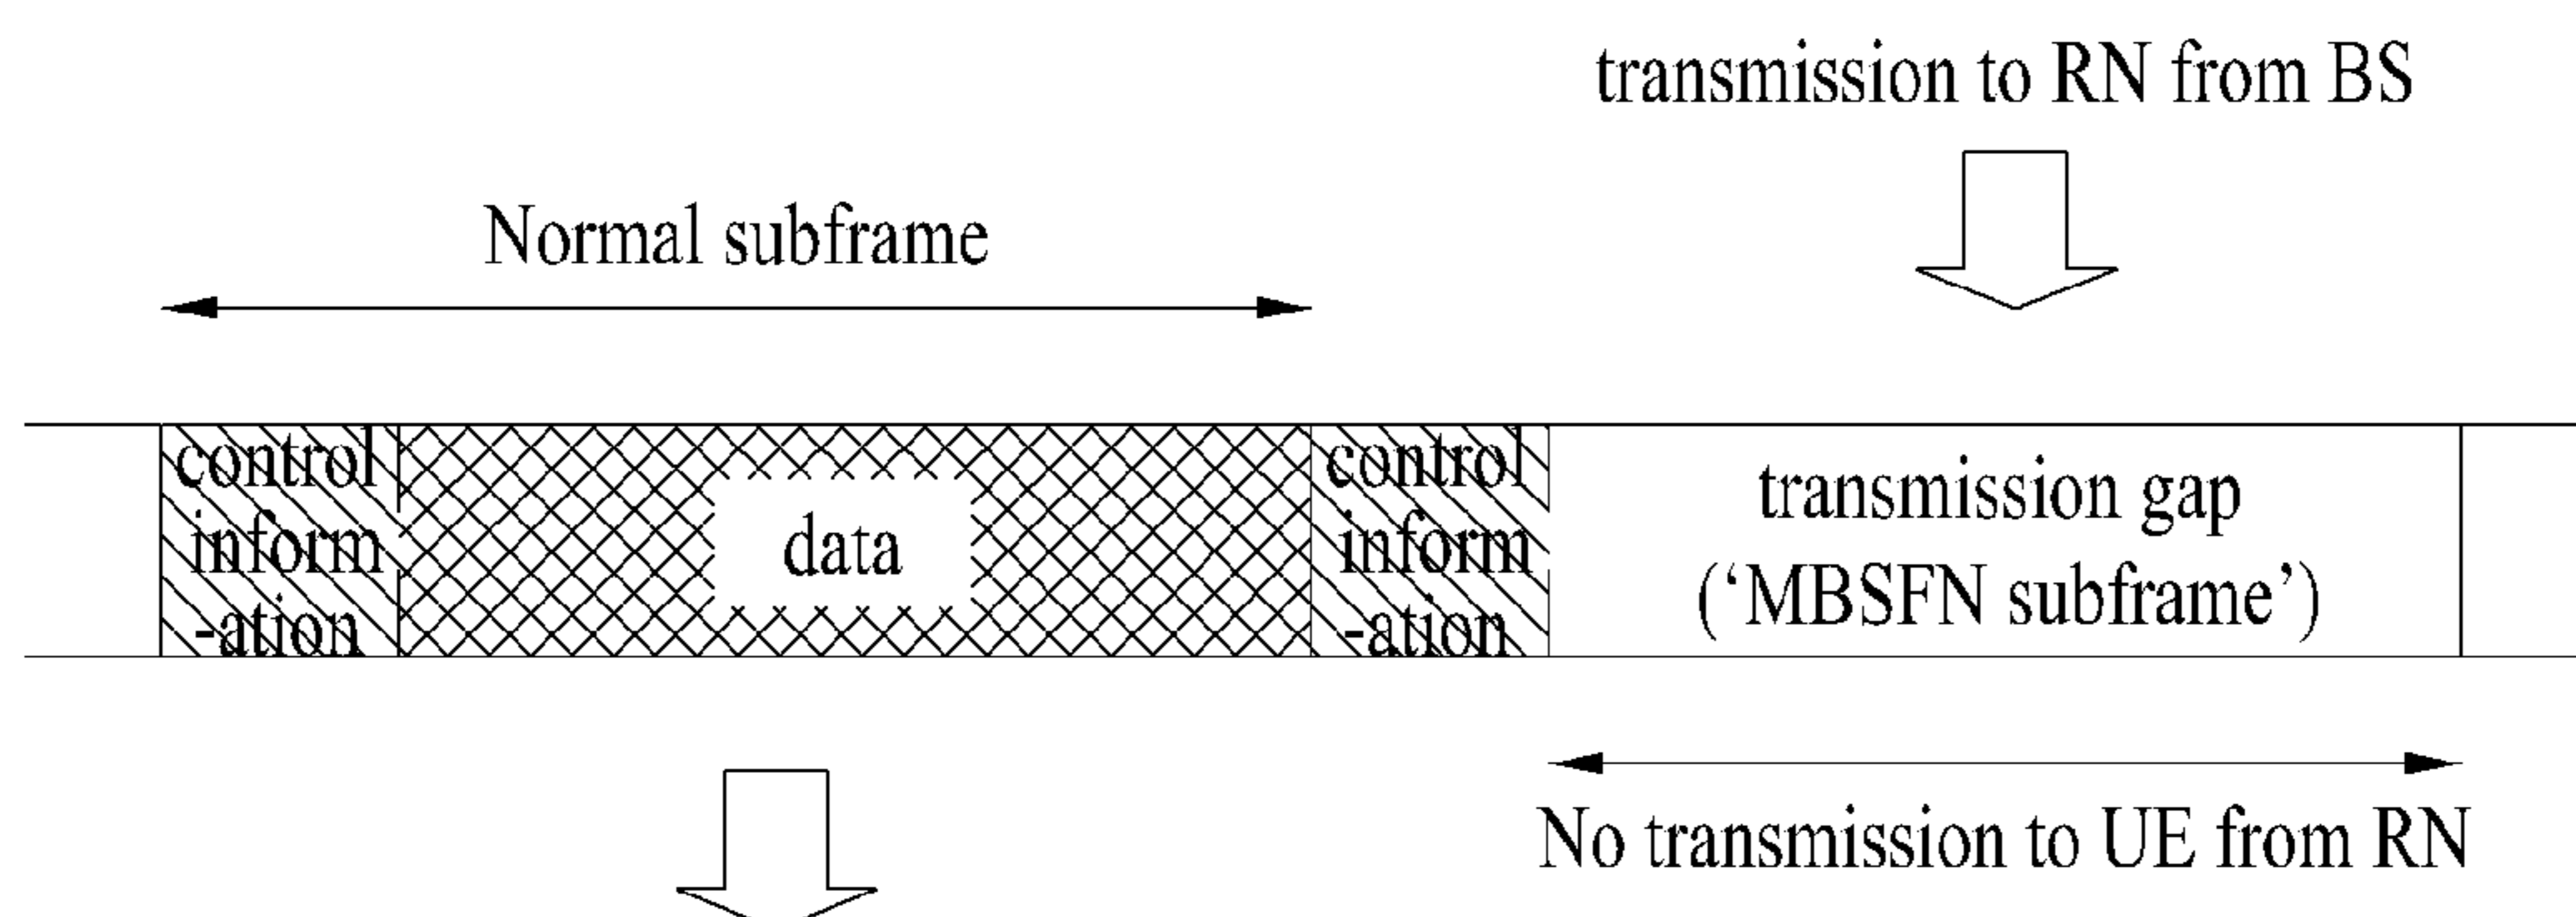 transmission to RN from BS
Normal subframe
control
inform
-ation
data
control
inform
-ation
transmission gap
(‘MBSFN subframe’)
No transmission to UE from RN